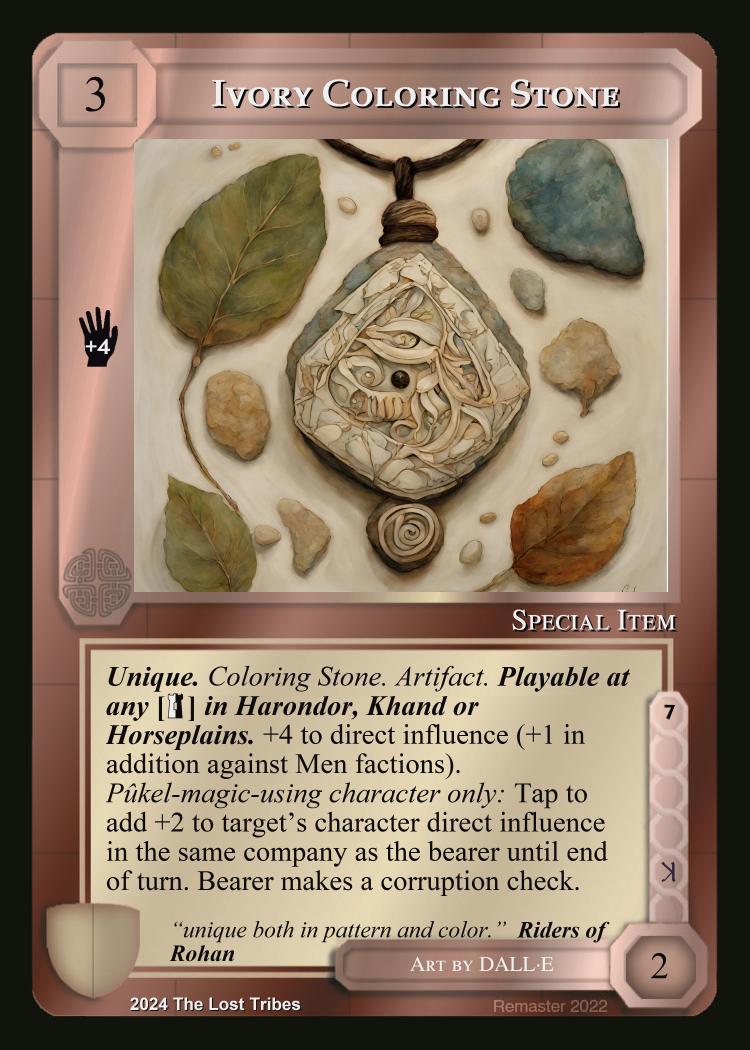 3
Ivory Coloring Stone
+4
Special Item
Unique. Coloring Stone. Artifact. Playable at
any [ ] in Harondor, Khand or
Horseplains. +4 to direct influence (+1 in
addition against Men factions).
Pûkel-magic-using character only: Tap to
add +2 to target’s character direct influence
in the same company as the bearer until end
of turn. Bearer makes a corruption check.
7
“unique both in pattern and color.” Riders of
Rohan
Art by DALL·E
2
2024 The Lost Tribes
Remaster 2022